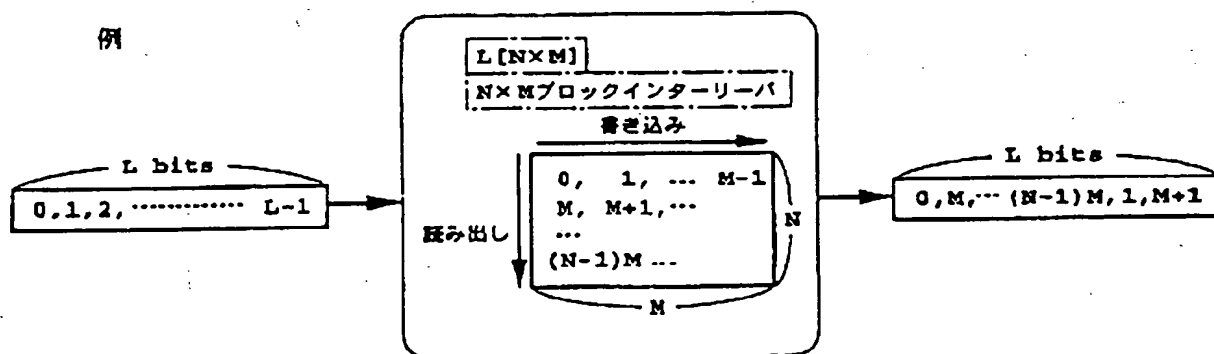 例
L[N×M]
N×Mブロックインターリーバ
書き込み
L bits
0,1,2,············ L-1
読み出し
0, 1, ··· M-1
M, M+1,···
···
(N-1)M ···
N
M
L bits
0,M,··· (N-1)M,1,M+1